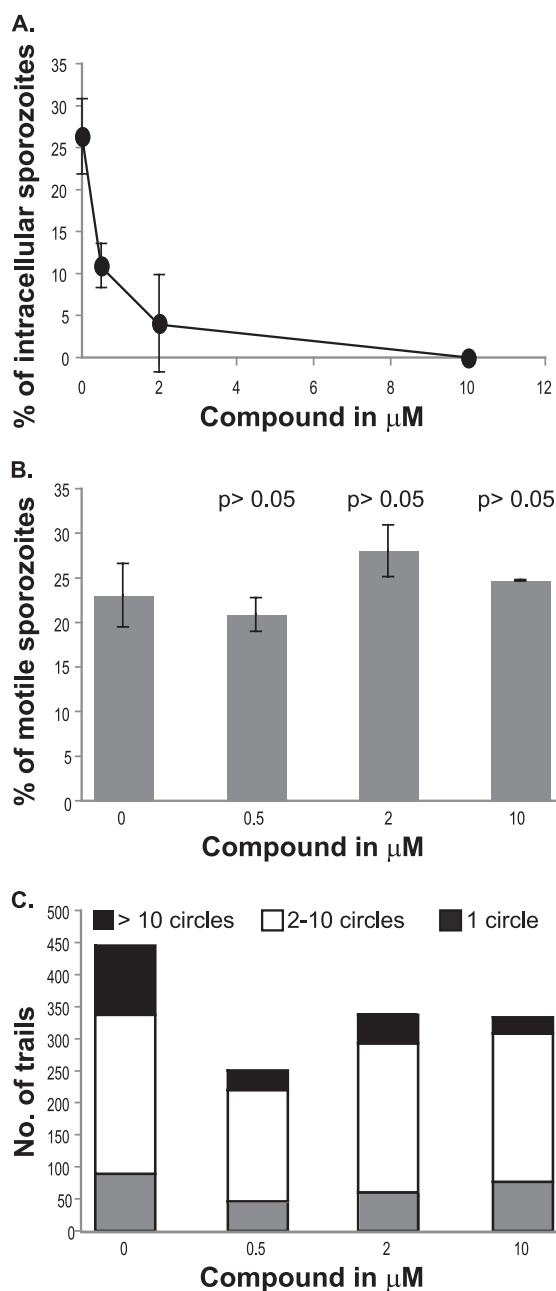 A.
% of intracellular sporozoites
35
30
25
20
15
10
5
0
0 2 4 6 8 10 12
Compound in μM
B.
% of motile sporozoites
35
30
25
20
15
10
5
0
p> 0.05 p> 0.05 p> 0.05
0 0.5 2 10
Compound in μM
C.
No. of trails
500
450
400
350
300
250
200
150
100
50
0
> 10 circles 2-10 circles 1 circle
0 0.5 2 10
Compound in μM